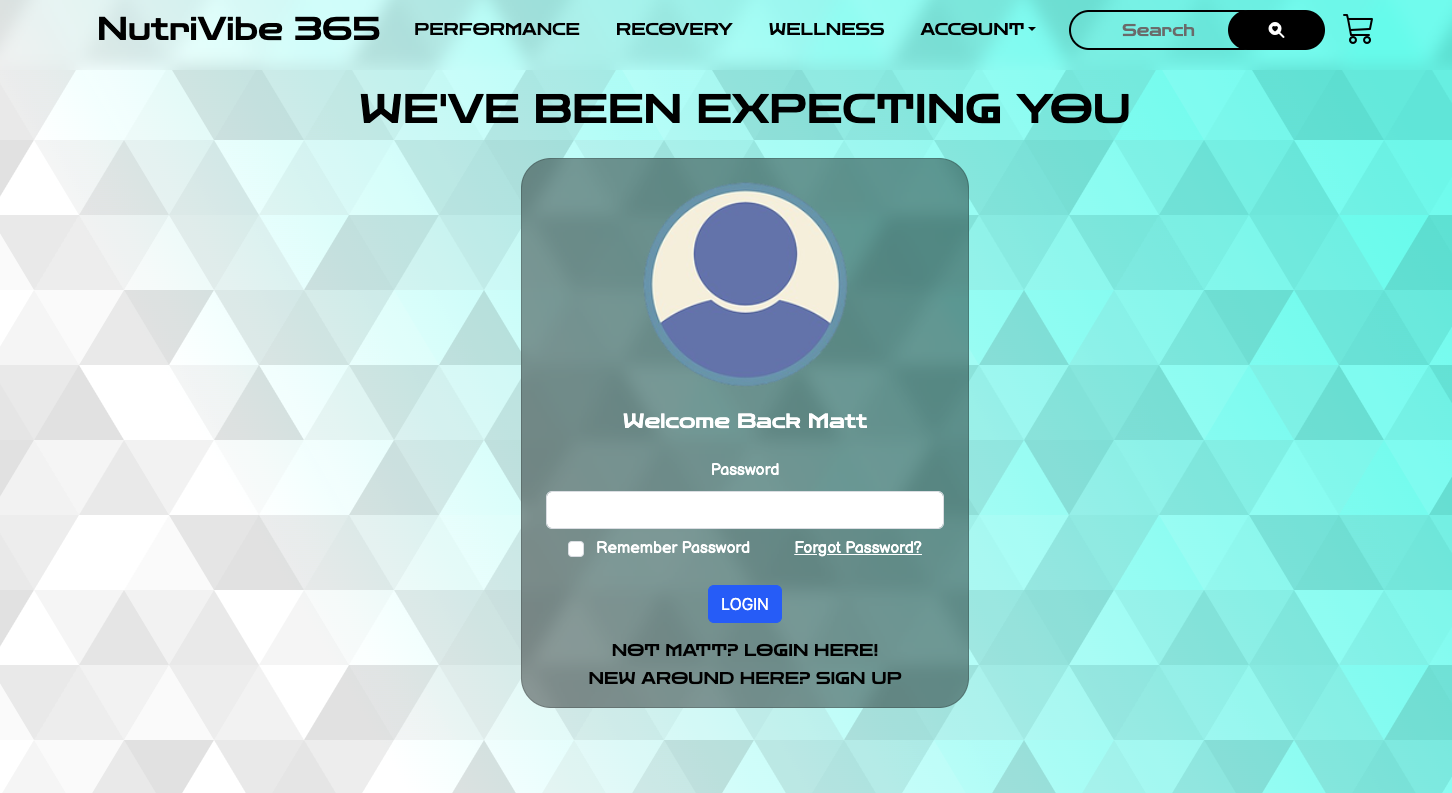 NutriVibe 365 PERFORMANCE RECOVERY WELLNESS ACCOUNT Search
WE'VE BEEN EXPECTING YOU
Welcome Back Matt
Password
Remember Password Forgot Password?
LOGIN
NOT MATT? LOGIN HERE!
NEW AROUND HERE? SIGN UP